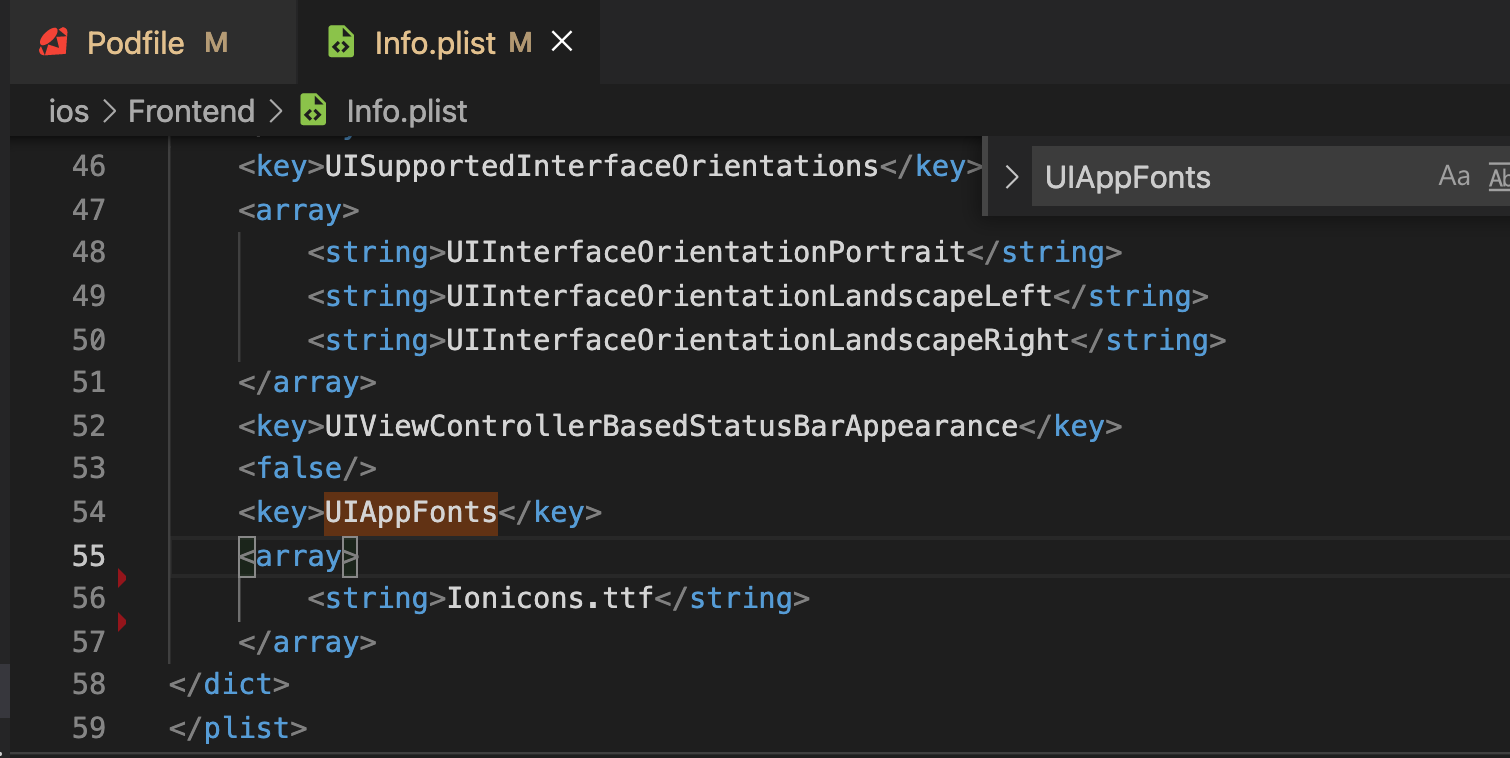 Podfile M
Info.plist M
ios > Frontend > Info.plist
UIAppFonts Aa
46 <key>UISupportedInterfaceOrientations</key>
47 <array>
48 <string>UIInterfaceOrientationPortrait</string>
49 <string>UIInterfaceOrientationLandscapeLeft</string>
50 <string>UIInterfaceOrientationLandscapeRight</string>
51 </array>
52 <key>UIViewControllerBasedStatusBarAppearance</key>
53 <false/>
54 <key>UIAppFonts</key>
55 <array>
56 <string>Ionicons.ttf</string>
57 </array>
58 </dict>
59 </plist>